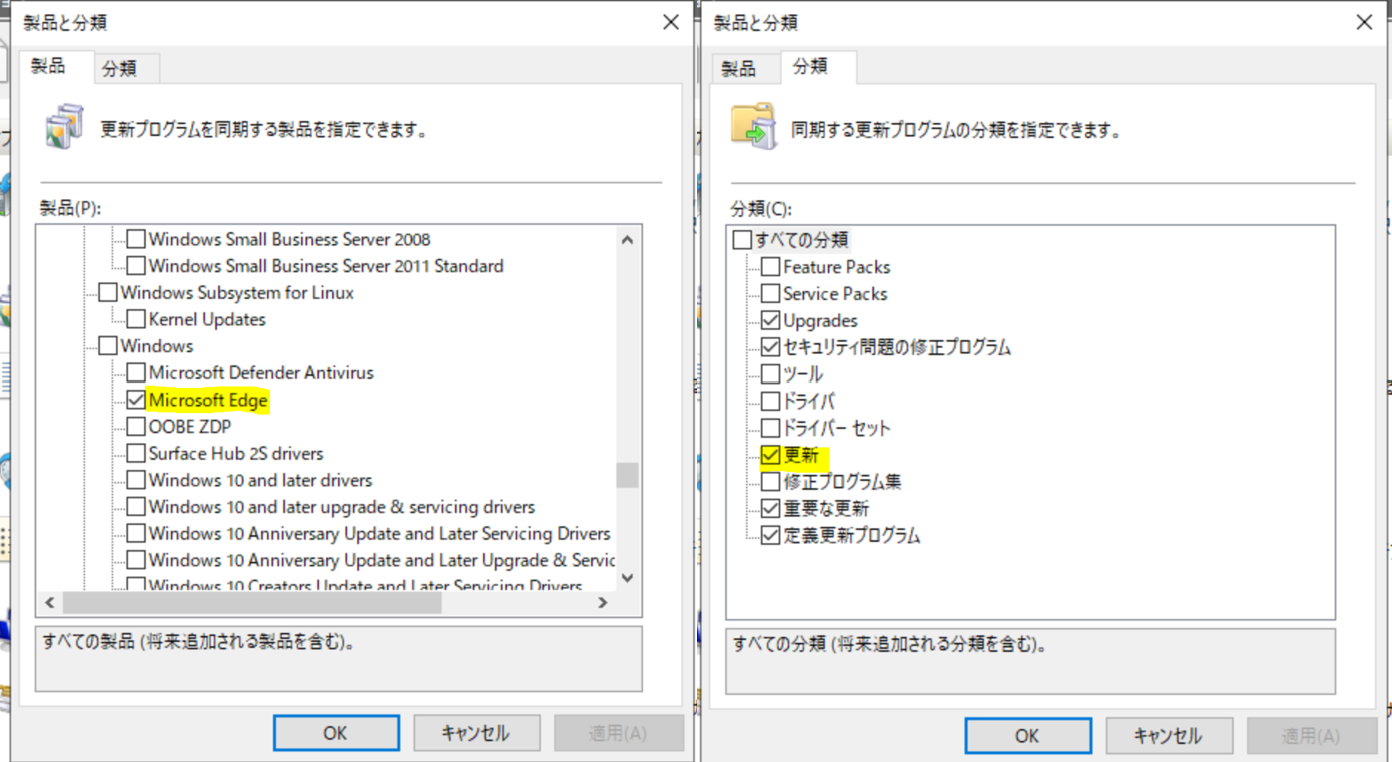 製品と分類
製品
分類
更新プログラムを同期する製品を指定できます。
製品(P):
Windows Small Business Server 2008
Windows Small Business Server 2011 Standard
Windows Subsystem for Linux
Kernel Updates
Windows
Microsoft Defender Antivirus
Microsoft Edge
OOBE ZDP
Surface Hub 2S drivers
Windows 10 and later drivers
Windows 10 and later upgrade & servicing drivers
Windows 10 Anniversary Update and Later Servicing Drivers
Windows 10 Anniversary Update and Later Upgrade & Servic
Windows 10 Creators Update and Later Servicing Drivers
すべての製品 (将来追加される製品を含む)。
OK
キャンセル
適用(A)
製品と分類
製品
分類
同期する更新プログラムの分類を指定できます。
分類(C):
すべての分類
Feature Packs
Service Packs
Upgrades
セキュリティ問題の修正プログラム
ツール
ドライバ
ドライバー セット
更新
修正プログラム集
重要な更新
定義更新プログラム
すべての分類 (将来追加される分類を含む)。
OK
キャンセル
適用(A)